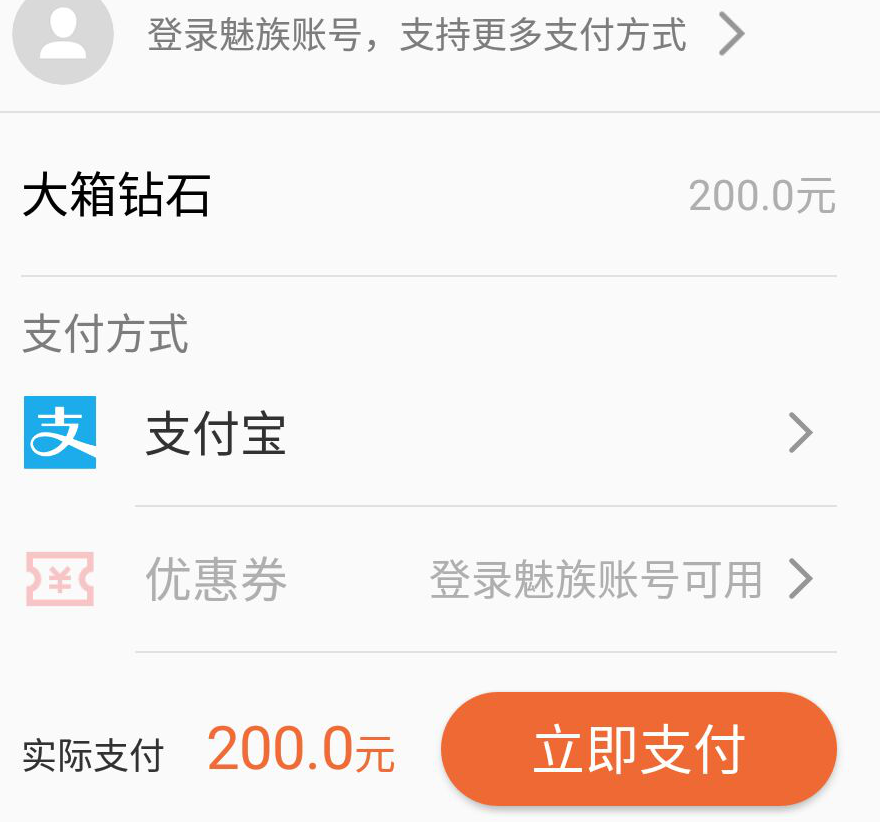 登录魅族账号，支持更多支付方式
大箱钻石 200.0元
支付方式
支 支付宝
¥ 优惠券 登录魅族账号可用
实际支付 200.0元 立即支付